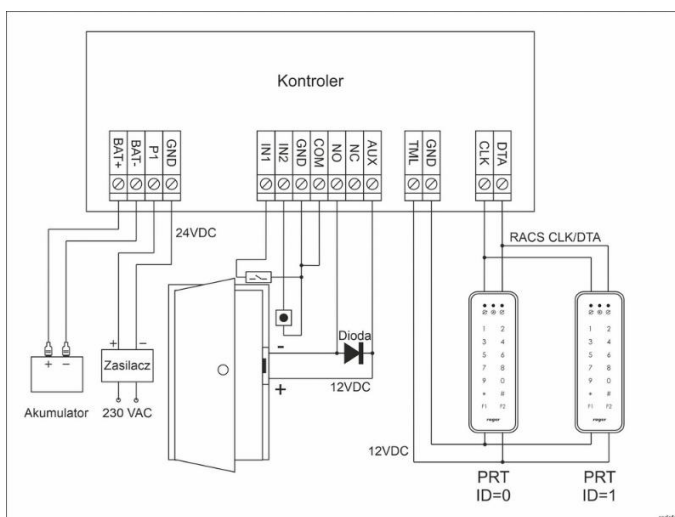 Kontroler
BAT+ BAT- P1 GND
IN1 IN2 GND COM NO NC AUX
TML GND
CLK DTA
24VDC
RACS CLK/DTA
+ −
Zasilacz
230 VAC
+ −
Akumulator
Dioda
-
+
12VDC
12VDC
1 2
3 4
5 6
7 8
9 0
* #
F1 F2
roger
PRT
ID=0
1 2
3 4
5 6
7 8
9 0
* #
F1 F2
roger
PRT
ID=1